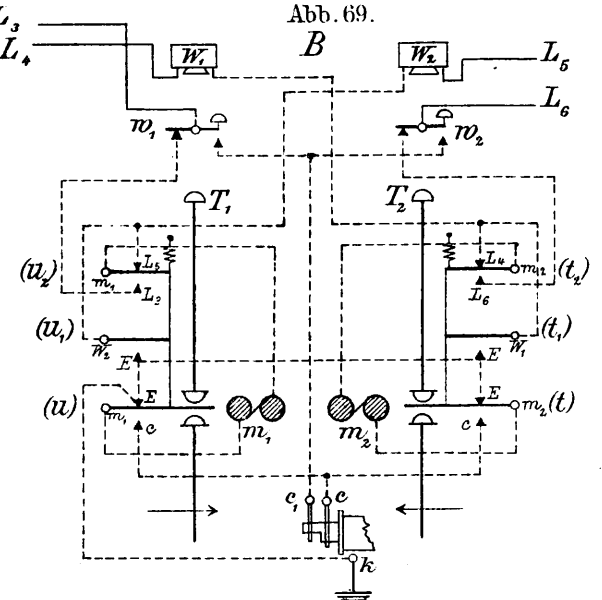 Abb. 69.
B
L₃
L₄
W₁
W₂
L₅
L₆
w₁
w₂
T₁
T₂
(u₂)
m₁
L₅
L₃
L₄
m₂
L₆
(t₂)
(u₁)
W₂
W₁
(t₁)
E
E
(u)
m₁
E
c
m₁
m₂
E
c
m₂
(t)
c₁
c
k